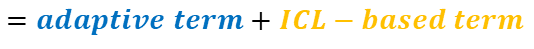 = adaptive term + ICL − based term